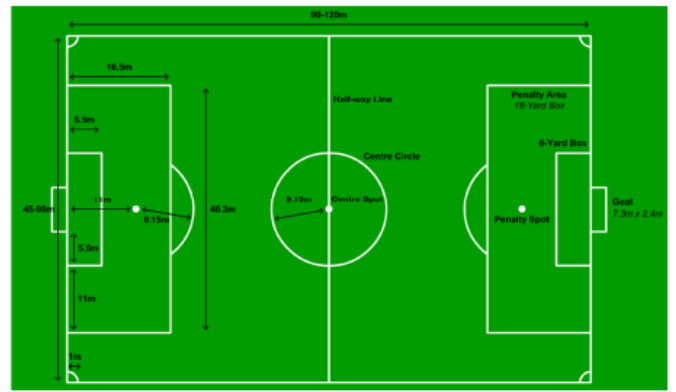 90-120m
16.5m
Half-way Line
Penalty Area
18-Yard Box
5.5m
6-Yard Box
Centre Circle
45-90m
11m
9.15m
40.3m
9.15m
Centre Spot
Penalty Spot
Goal
7.3m x 2.4m
5.5m
11m
1m